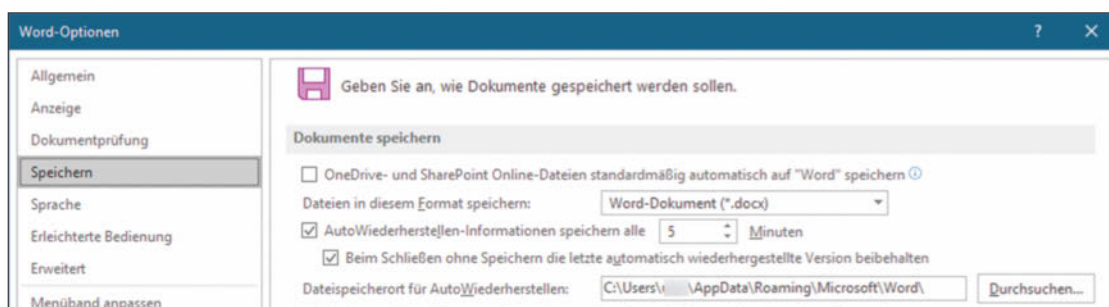 Word-Optionen ? ×
Allgemein
Anzeige
Dokumentprüfung
Speichern
Sprache
Erleichterte Bedienung
Erweitert
Menüband anpassen
Geben Sie an, wie Dokumente gespeichert werden sollen.
Dokumente speichern
OneDrive- und SharePoint Online-Dateien standardmäßig automatisch auf "Word" speichern
Dateien in diesem Format speichern: Word-Dokument (*.docx)
AutoWiederherstellen-Informationen speichern alle 5 Minuten
Beim Schließen ohne Speichern die letzte automatisch wiederhergestellte Version beibehalten
Dateispeicherort für AutoWiederherstellen: C:\Users\ \AppData\Roaming\Microsoft\Word\ Durchsuchen...